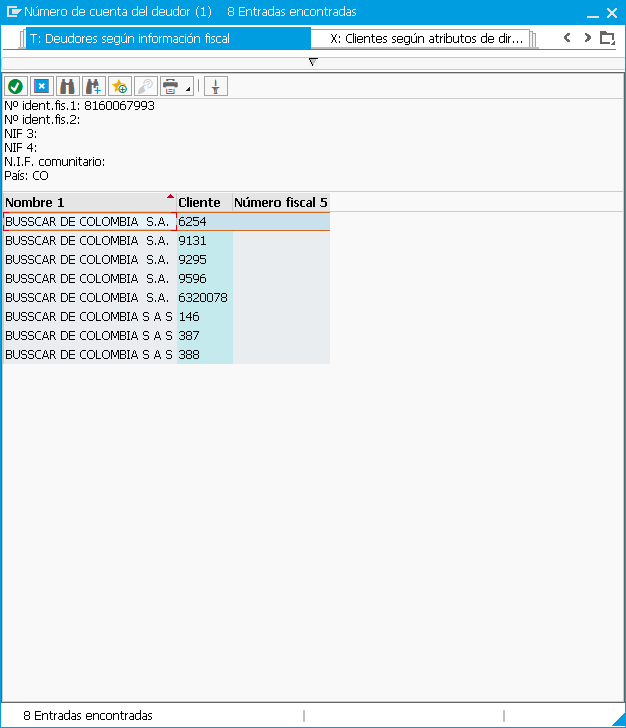 Número de cuenta del deudor (1)    8 Entradas encontradas
T: Deudores según información fiscal    X: Clientes según atributos de dir...
Nº ident.fis.1: 8160067993
Nº ident.fis.2:
NIF 3:
NIF 4:
N.I.F. comunitario:
País: CO
Nombre 1    Cliente    Número fiscal 5
BUSSCAR DE COLOMBIA  S.A.    6254
BUSSCAR DE COLOMBIA  S.A.    9131
BUSSCAR DE COLOMBIA  S.A.    9295
BUSSCAR DE COLOMBIA  S.A.    9596
BUSSCAR DE COLOMBIA  S.A.    6320078
BUSSCAR DE COLOMBIA S A S    146
BUSSCAR DE COLOMBIA S A S    387
BUSSCAR DE COLOMBIA S A S    388
8 Entradas encontradas